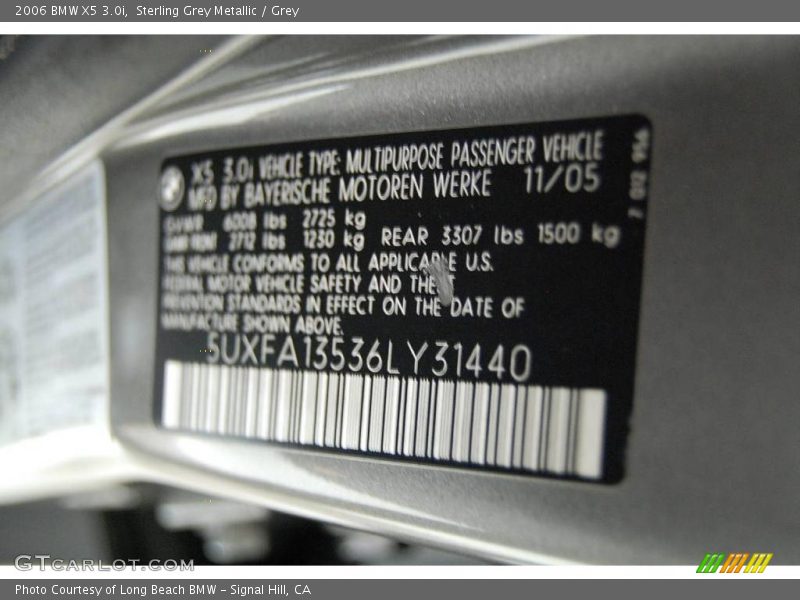 2006 BMW X5 3.0i, Sterling Grey Metallic / Grey
X5 3.0i VEHICLE TYPE: MULTIPURPOSE PASSENGER VEHICLE
MFD BY BAYERISCHE MOTOREN WERKE 11/05
GVWR 6008 lbs 2725 kg
GAWR FRONT 2712 lbs 1230 kg REAR 3307 lbs 1500 kg
THIS VEHICLE CONFORMS TO ALL APPLICABLE U.S.
FEDERAL MOTOR VEHICLE SAFETY AND THEFT
PREVENTION STANDARDS IN EFFECT ON THE DATE OF
MANUFACTURE SHOWN ABOVE.
5UXFA13536LY31440
7 012 956
GTCARLOT.COM
Photo Courtesy of Long Beach BMW - Signal Hill, CA